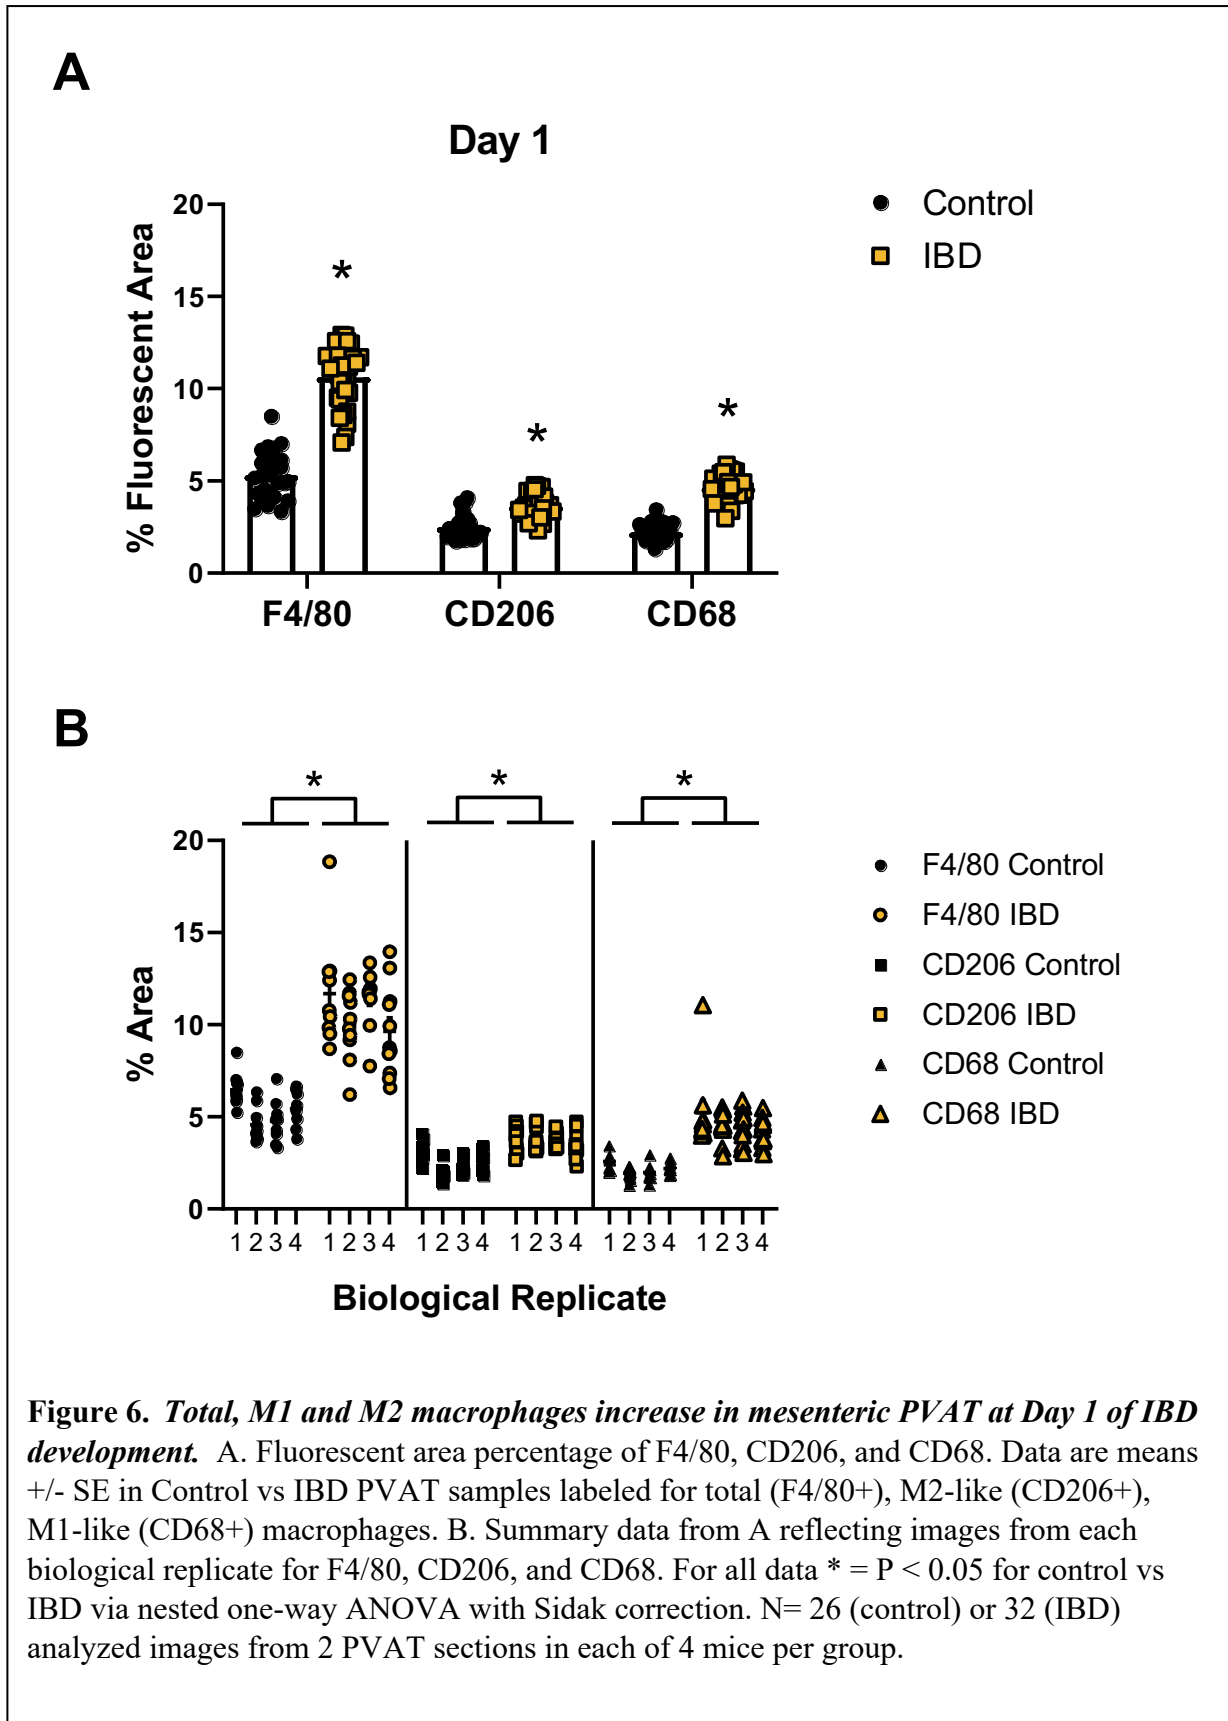 A
Day 1
Control
IBD
% Fluorescent Area
20
15
10
5
0
*
*
*
F4/80
CD206
CD68
B
*
*
*
% Area
20
15
10
5
0
1 2 3 4 1 2 3 4 1 2 3 4 1 2 3 4 1 2 3 4 1 2 3 4
Biological Replicate
F4/80 Control
F4/80 IBD
CD206 Control
CD206 IBD
CD68 Control
CD68 IBD
Figure 6. Total, M1 and M2 macrophages increase in mesenteric PVAT at Day 1 of IBD
development. A. Fluorescent area percentage of F4/80, CD206, and CD68. Data are means
+/- SE in Control vs IBD PVAT samples labeled for total (F4/80+), M2-like (CD206+),
M1-like (CD68+) macrophages. B. Summary data from A reflecting images from each
biological replicate for F4/80, CD206, and CD68. For all data * = P < 0.05 for control vs
IBD via nested one-way ANOVA with Sidak correction. N= 26 (control) or 32 (IBD)
analyzed images from 2 PVAT sections in each of 4 mice per group.